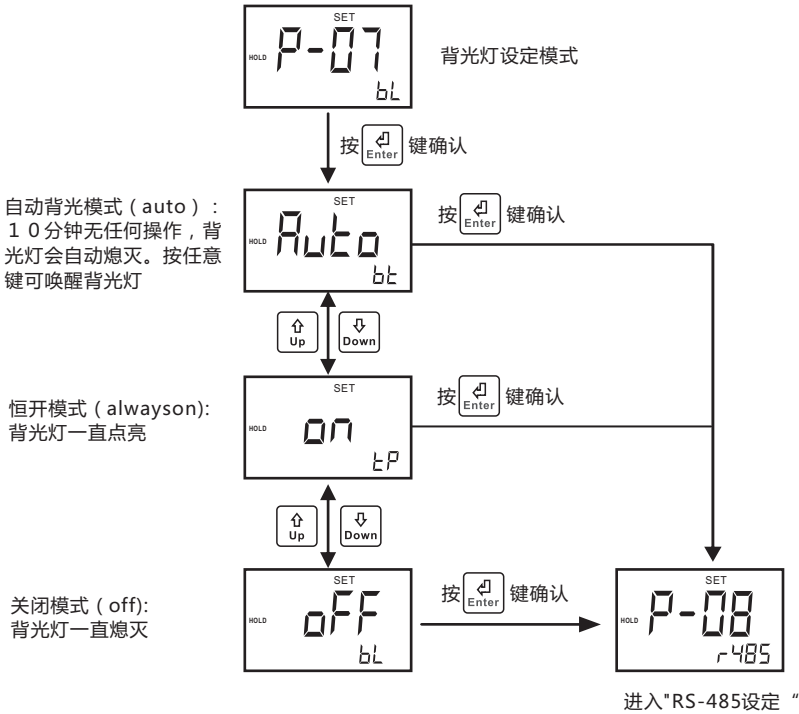 SET
HOLD
P-07
bL
背光灯设定模式
按 Enter 键确认
自动背光模式 ( auto ) :
１０分钟无任何操作 , 背
光灯会自动熄灭。按任意
键可唤醒背光灯
SET
HOLD
Auto
bt
按 Enter 键确认
Up
Down
恒开模式 ( alwayson):
背光灯一直点亮
SET
HOLD
on
tP
按 Enter 键确认
Up
Down
关闭模式 ( off):
背光灯一直熄灭
SET
HOLD
oFF
bL
按 Enter 键确认
SET
HOLD
P-08
r485
进入"RS-485设定 “